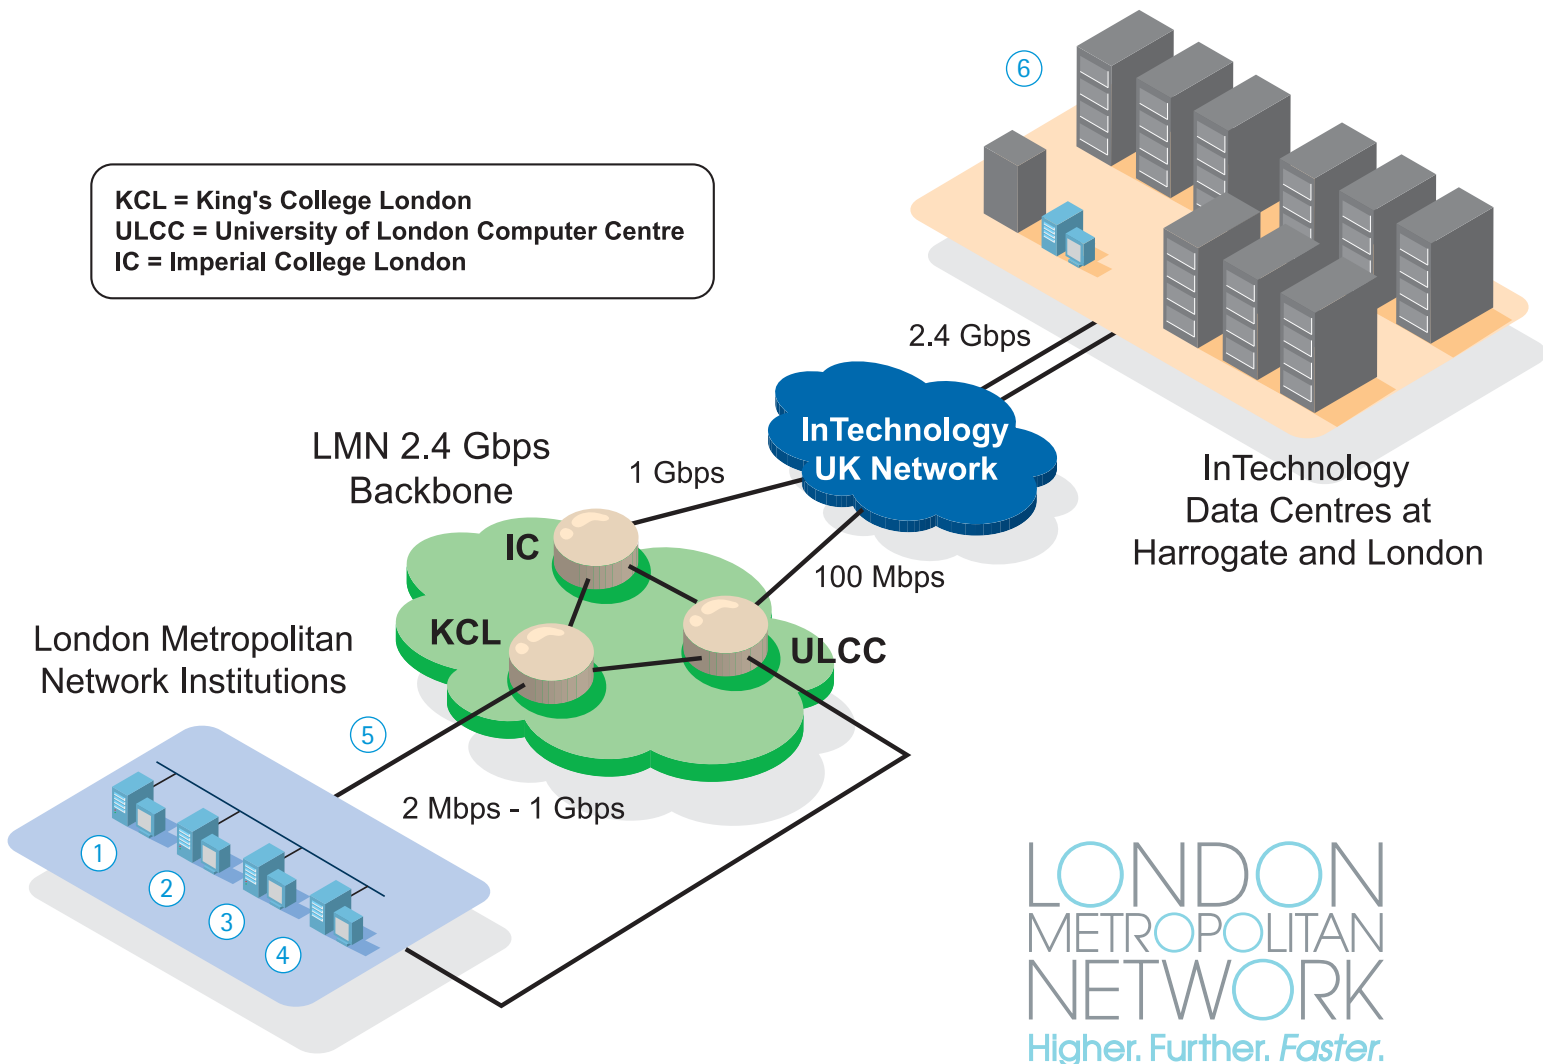 6
KCL = King's College London
ULCC = University of London Computer Centre
IC = Imperial College London
2.4 Gbps
InTechnology
UK Network
LMN 2.4 Gbps
Backbone
1 Gbps
InTechnology
Data Centres at
Harrogate and London
IC
100 Mbps
KCL
ULCC
London Metropolitan
Network Institutions
5
2 Mbps - 1 Gbps
1
2
3
4
LONDON
METROPOLITAN
NETWORK
Higher. Further. Faster.